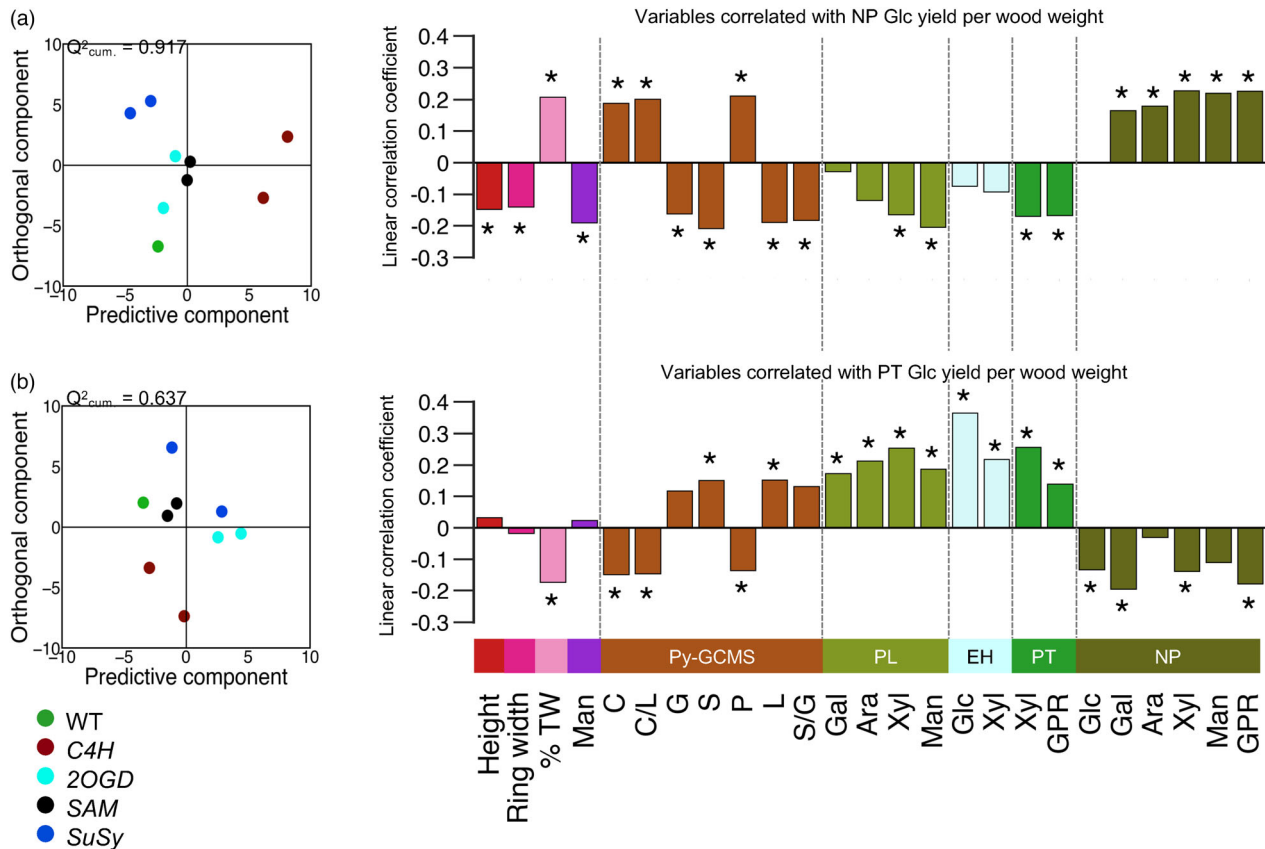 (a)
Q²cum. = 0.917
10
5
0
−5
−10
−10
−5
0
5
10
Orthogonal component
Predictive component
Variables correlated with NP Glc yield per wood weight
Linear correlation coefficient
0.4
0.3
0.2
0.1
0
-0.1
-0.2
-0.3
* * * * * * * * * * * * * * * * * * * *
(b)
Q²cum. = 0.637
10
5
0
−5
−10
−10
−5
0
5
10
Orthogonal component
Predictive component
Variables correlated with PT Glc yield per wood weight
Linear correlation coefficient
0.4
0.3
0.2
0.1
0
-0.1
-0.2
-0.3
* * * * * * * * * * * * * * * * * *
Py-GCMS PL EH PT NP
Height
Ring width
% TW
Man
C
C/L
G
S
P
L
S/G
Gal
Ara
Xyl
Man
Glc
Xyl
Xyl
GPR
Glc
Gal
Ara
Xyl
Man
GPR
WT
C4H
2OGD
SAM
SuSy